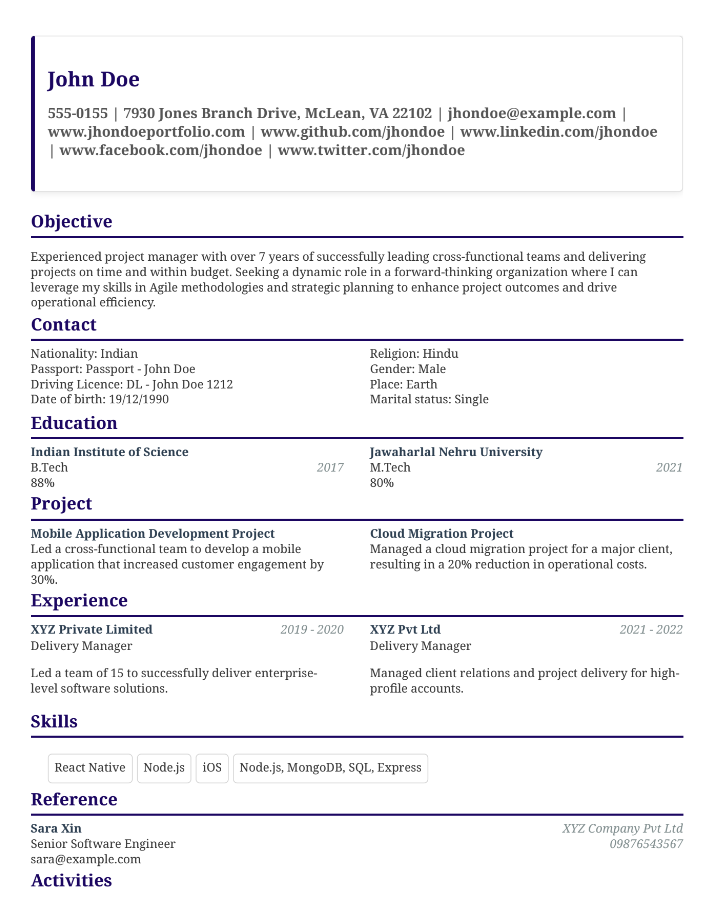 John Doe
555-0155 | 7930 Jones Branch Drive, McLean, VA 22102 | jhondoe@example.com |
www.jhondoeportfolio.com | www.github.com/jhondoe | www.linkedin.com/jhondoe
| www.facebook.com/jhondoe | www.twitter.com/jhondoe
Objective
Experienced project manager with over 7 years of successfully leading cross-functional teams and delivering
projects on time and within budget. Seeking a dynamic role in a forward-thinking organization where I can
leverage my skills in Agile methodologies and strategic planning to enhance project outcomes and drive
operational efficiency.
Contact
Nationality: Indian
Passport: Passport - John Doe
Driving Licence: DL - John Doe 1212
Date of birth: 19/12/1990
Religion: Hindu
Gender: Male
Place: Earth
Marital status: Single
Education
Indian Institute of Science
B.Tech 2017
88%
Jawaharlal Nehru University
M.Tech 2021
80%
Project
Mobile Application Development Project
Led a cross-functional team to develop a mobile
application that increased customer engagement by
30%.
Cloud Migration Project
Managed a cloud migration project for a major client,
resulting in a 20% reduction in operational costs.
Experience
XYZ Private Limited 2019 - 2020
Delivery Manager
Led a team of 15 to successfully deliver enterprise-
level software solutions.
XYZ Pvt Ltd 2021 - 2022
Delivery Manager
Managed client relations and project delivery for high-
profile accounts.
Skills
React Native Node.js iOS Node.js, MongoDB, SQL, Express
Reference
Sara Xin XYZ Company Pvt Ltd
Senior Software Engineer 09876543567
sara@example.com
Activities